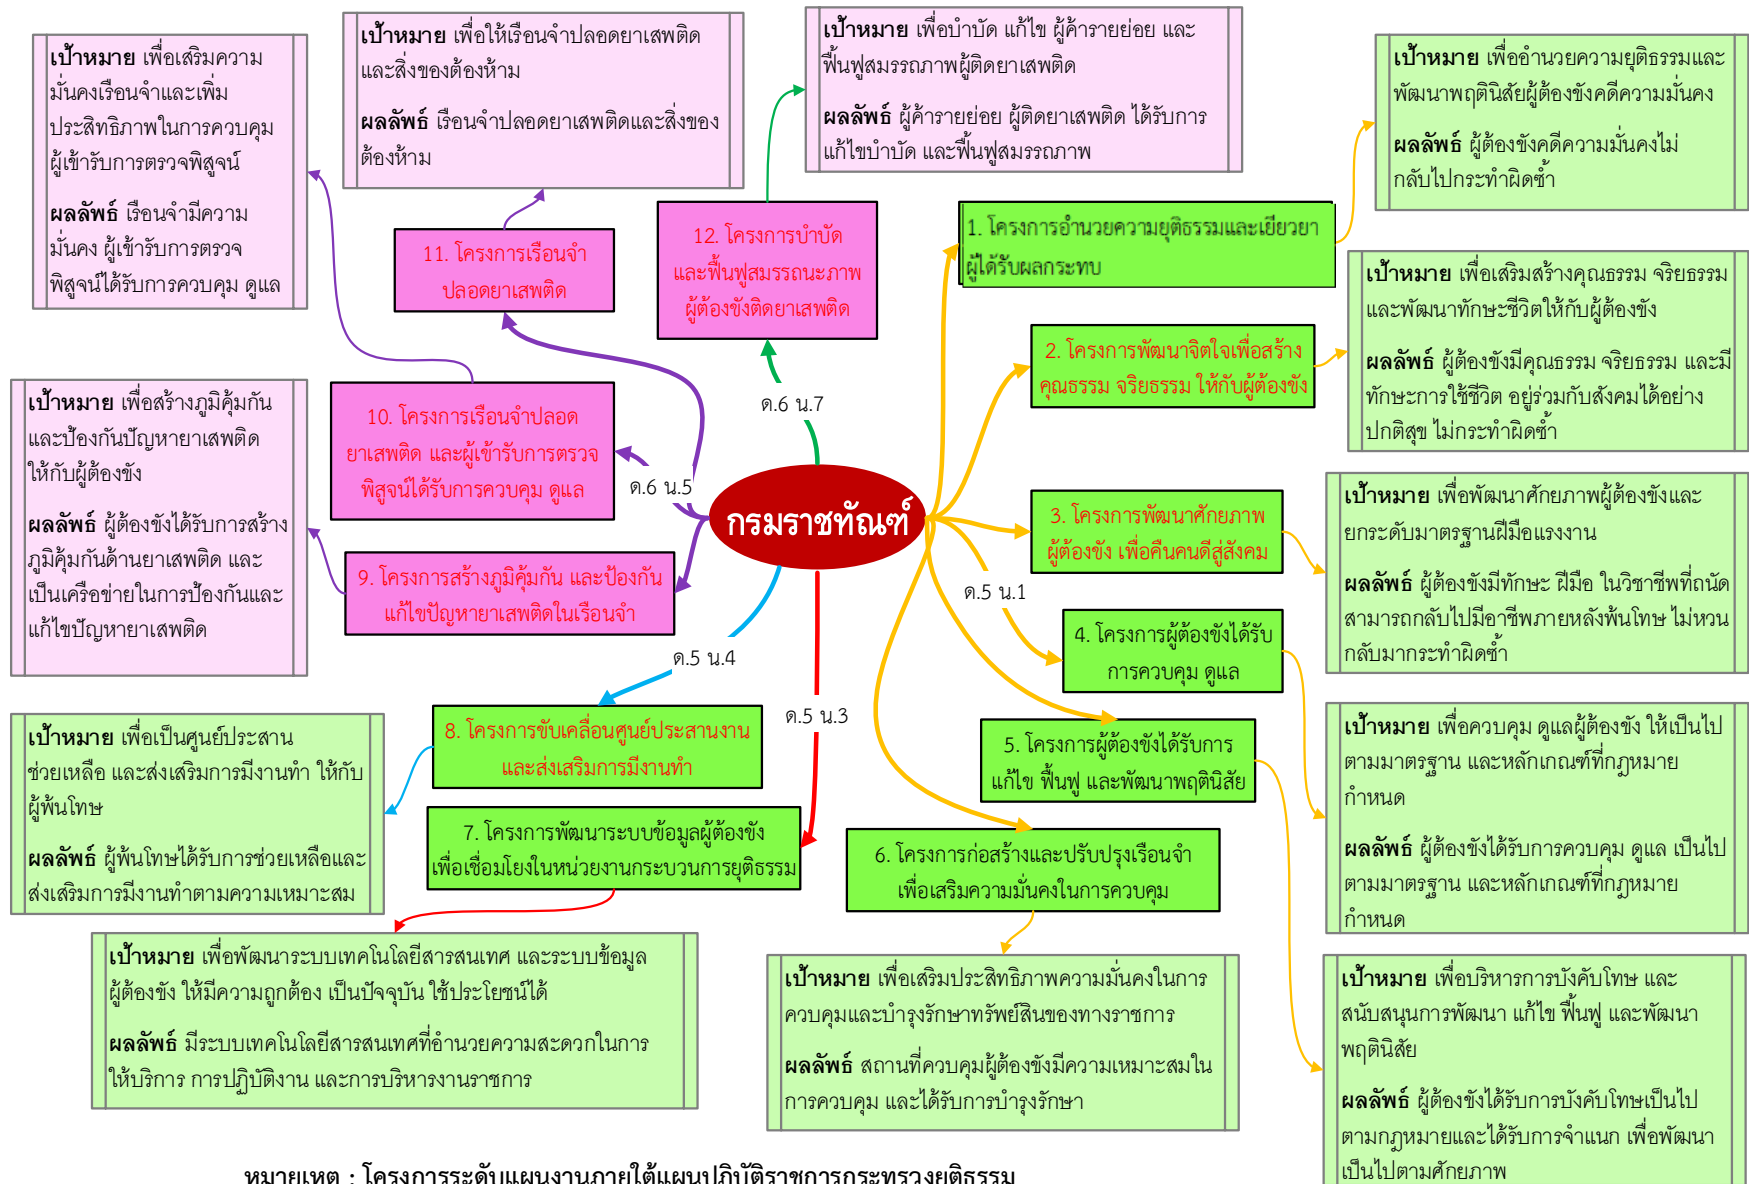 เป้าหมาย เพื่อเสริมความ
มั่นคงเรือนจำและเพิ่ม
ประสิทธิภาพในการควบคุม
ผู้เข้ารับการตรวจพิสูจน์
ผลลัพธ์ เรือนจำมีความ
มั่นคง ผู้เข้ารับการตรวจ
พิสูจน์ได้รับการควบคุม ดูแล
เป้าหมาย เพื่อให้เรือนจำปลอดยาเสพติด
และสิ่งของต้องห้าม
ผลลัพธ์ เรือนจำปลอดยาเสพติดและสิ่งของ
ต้องห้าม
เป้าหมาย เพื่อบำบัด แก้ไข ผู้ค้ารายย่อย และ
ฟื้นฟูสมรรถภาพผู้ติดยาเสพติด
ผลลัพธ์ ผู้ค้ารายย่อย ผู้ติดยาเสพติด ได้รับการ
แก้ไขบำบัด และฟื้นฟูสมรรถภาพ
เป้าหมาย เพื่ออำนวยความยุติธรรมและ
พัฒนาพฤตินิสัยผู้ต้องขังคดีความมั่นคง
ผลลัพธ์ ผู้ต้องขังคดีความมั่นคงไม่
กลับไปกระทำผิดซ้ำ
11. โครงการเรือนจำ
ปลอดยาเสพติด
12. โครงการบำบัด
และฟื้นฟูสมรรถนะภาพ
ผู้ต้องขังติดยาเสพติด
1. โครงการอำนวยความยุติธรรมและเยียวยา
ผู้ได้รับผลกระทบ
เป้าหมาย เพื่อเสริมสร้างคุณธรรม จริยธรรม
และพัฒนาทักษะชีวิตให้กับผู้ต้องขัง
ผลลัพธ์ ผู้ต้องขังมีคุณธรรม จริยธรรม และมี
ทักษะการใช้ชีวิต อยู่ร่วมกับสังคมได้อย่าง
ปกติสุข ไม่กระทำผิดซ้ำ
2. โครงการพัฒนาจิตใจเพื่อสร้าง
คุณธรรม จริยธรรม ให้กับผู้ต้องขัง
เป้าหมาย เพื่อสร้างภูมิคุ้มกัน
และป้องกันปัญหายาเสพติด
ให้กับผู้ต้องขัง
ผลลัพธ์ ผู้ต้องขังได้รับการสร้าง
ภูมิคุ้มกันด้านยาเสพติด และ
เป็นเครือข่ายในการป้องกันและ
แก้ไขปัญหายาเสพติด
10. โครงการเรือนจำปลอด
ยาเสพติด และผู้เข้ารับการตรวจ
พิสูจน์ได้รับการควบคุม ดูแล
ด.6 น.7
ด.6 น.5
กรมราชทัณฑ์
3. โครงการพัฒนาศักยภาพ
ผู้ต้องขัง เพื่อคืนคนดีสู่สังคม
เป้าหมาย เพื่อพัฒนาศักยภาพผู้ต้องขังและ
ยกระดับมาตรฐานฝีมือแรงงาน
ผลลัพธ์ ผู้ต้องขังมีทักษะ ฝีมือ ในวิชาชีพที่ถนัด
สามารถกลับไปมีอาชีพภายหลังพ้นโทษ ไม่หวน
กลับมากระทำผิดซ้ำ
9. โครงการสร้างภูมิคุ้มกัน และป้องกัน
แก้ไขปัญหายาเสพติดในเรือนจำ
ด.5 น.1
4. โครงการผู้ต้องขังได้รับ
การควบคุม ดูแล
ด.5 น.4
ด.5 น.3
8. โครงการขับเคลื่อนศูนย์ประสานงาน
และส่งเสริมการมีงานทำ
5. โครงการผู้ต้องขังได้รับการ
แก้ไข ฟื้นฟู และพัฒนาพฤตินิสัย
เป้าหมาย เพื่อเป็นศูนย์ประสาน
ช่วยเหลือ และส่งเสริมการมีงานทำ ให้กับ
ผู้พ้นโทษ
ผลลัพธ์ ผู้พ้นโทษได้รับการช่วยเหลือและ
ส่งเสริมการมีงานทำตามความเหมาะสม
เป้าหมาย เพื่อควบคุม ดูแลผู้ต้องขัง ให้เป็นไป
ตามมาตรฐาน และหลักเกณฑ์ที่กฎหมาย
กำหนด
ผลลัพธ์ ผู้ต้องขังได้รับการควบคุม ดูแล เป็นไป
ตามมาตรฐาน และหลักเกณฑ์ที่กฎหมาย
กำหนด
7. โครงการพัฒนาระบบข้อมูลผู้ต้องขัง
เพื่อเชื่อมโยงในหน่วยงานกระบวนการยุติธรรม
6. โครงการก่อสร้างและปรับปรุงเรือนจำ
เพื่อเสริมความมั่นคงในการควบคุม
เป้าหมาย เพื่อพัฒนาระบบเทคโนโลยีสารสนเทศ และระบบข้อมูล
ผู้ต้องขัง ให้มีความถูกต้อง เป็นปัจจุบัน ใช้ประโยชน์ได้
ผลลัพธ์ มีระบบเทคโนโลยีสารสนเทศที่อำนวยความสะดวกในการ
ให้บริการ การปฏิบัติงาน และการบริหารงานราชการ
เป้าหมาย เพื่อเสริมประสิทธิภาพความมั่นคงในการ
ควบคุมและบำรุงรักษาทรัพย์สินของทางราชการ
ผลลัพธ์ สถานที่ควบคุมผู้ต้องขังมีความเหมาะสมใน
การควบคุม และได้รับการบำรุงรักษา
เป้าหมาย เพื่อบริหารการบังคับโทษ และ
สนับสนุนการพัฒนา แก้ไข ฟื้นฟู และพัฒนา
พฤตินิสัย
ผลลัพธ์ ผู้ต้องขังได้รับการบังคับโทษเป็นไป
ตามกฎหมายและได้รับการจำแนก เพื่อพัฒนา
เป็นไปตามศักยภาพ
หมายเหตุ : โครงการระดับแผนงานภายใต้แผนปฏิบัติราชการกระทรวงยุติธรรม